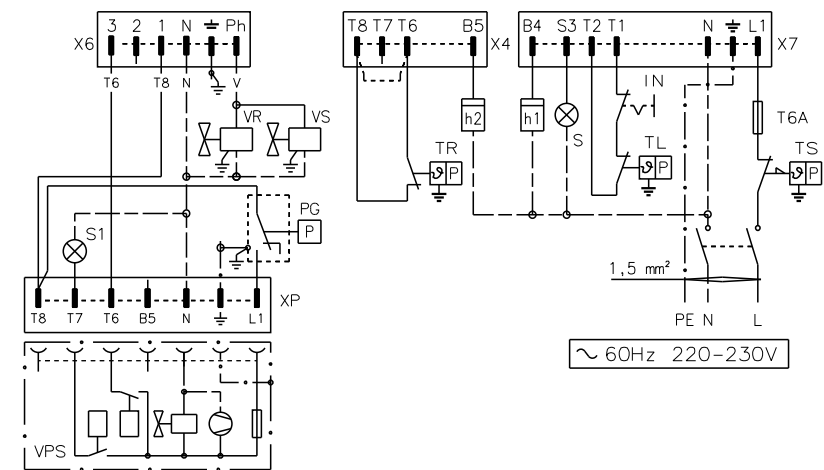 3 2 1 N Ph
X6
T6 T8 N V
VR VS
PG
P
S1
XP
T8 T7 T6 B5 N L1
VPS
T8 T7 T6 B5
X4
B4 S3 T2 T1 N L1
X7
h2 h1
S
IN
TR
ϑ P
TL
ϑ P
T6A
TS
ϑ P
1,5 mm²
PE N L
~ 60Hz 220-230V